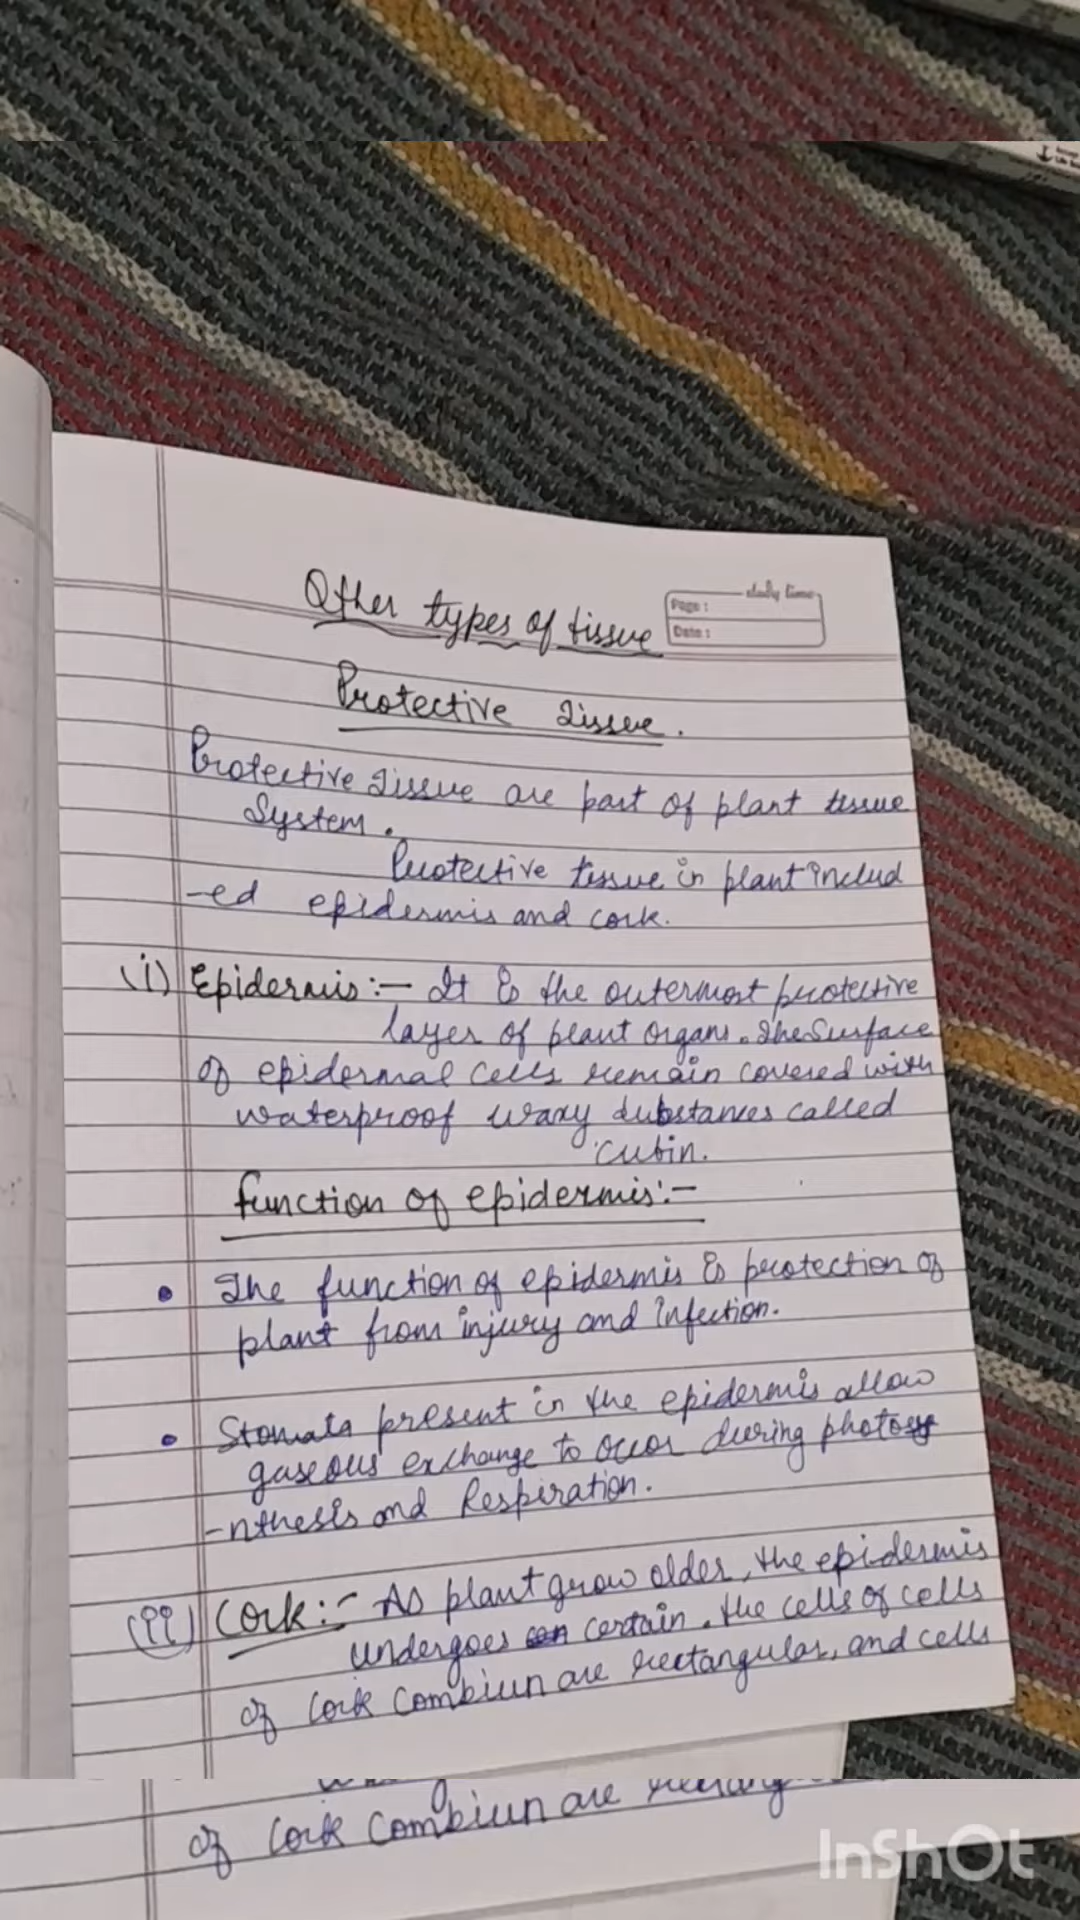 Other types of tissue
study time
Page :
Date :
Protective Tissue.
Protective Tissue are part of plant tissue
System.
Protective tissue in plant includ
-ed epidermis and cork.
(i) Epidermis:- It is the outermost protective
layer of plant organs. The Surface
of epidermal cells remain covered with
waterproof waxy substances called
cutin.
function of epidermis:-
• The function of epidermis is protection of
plant from injury and infection.
• Stomata present in the epidermis allow
gaseous exchange to occor during photosy
-nthesis and Respiration.
(ii) Cork:- As plant grow older, the epidermis
undergoes certain. the cells of cells
of cork combiun are rectangular, and cells
of cork combiun are
InShOt